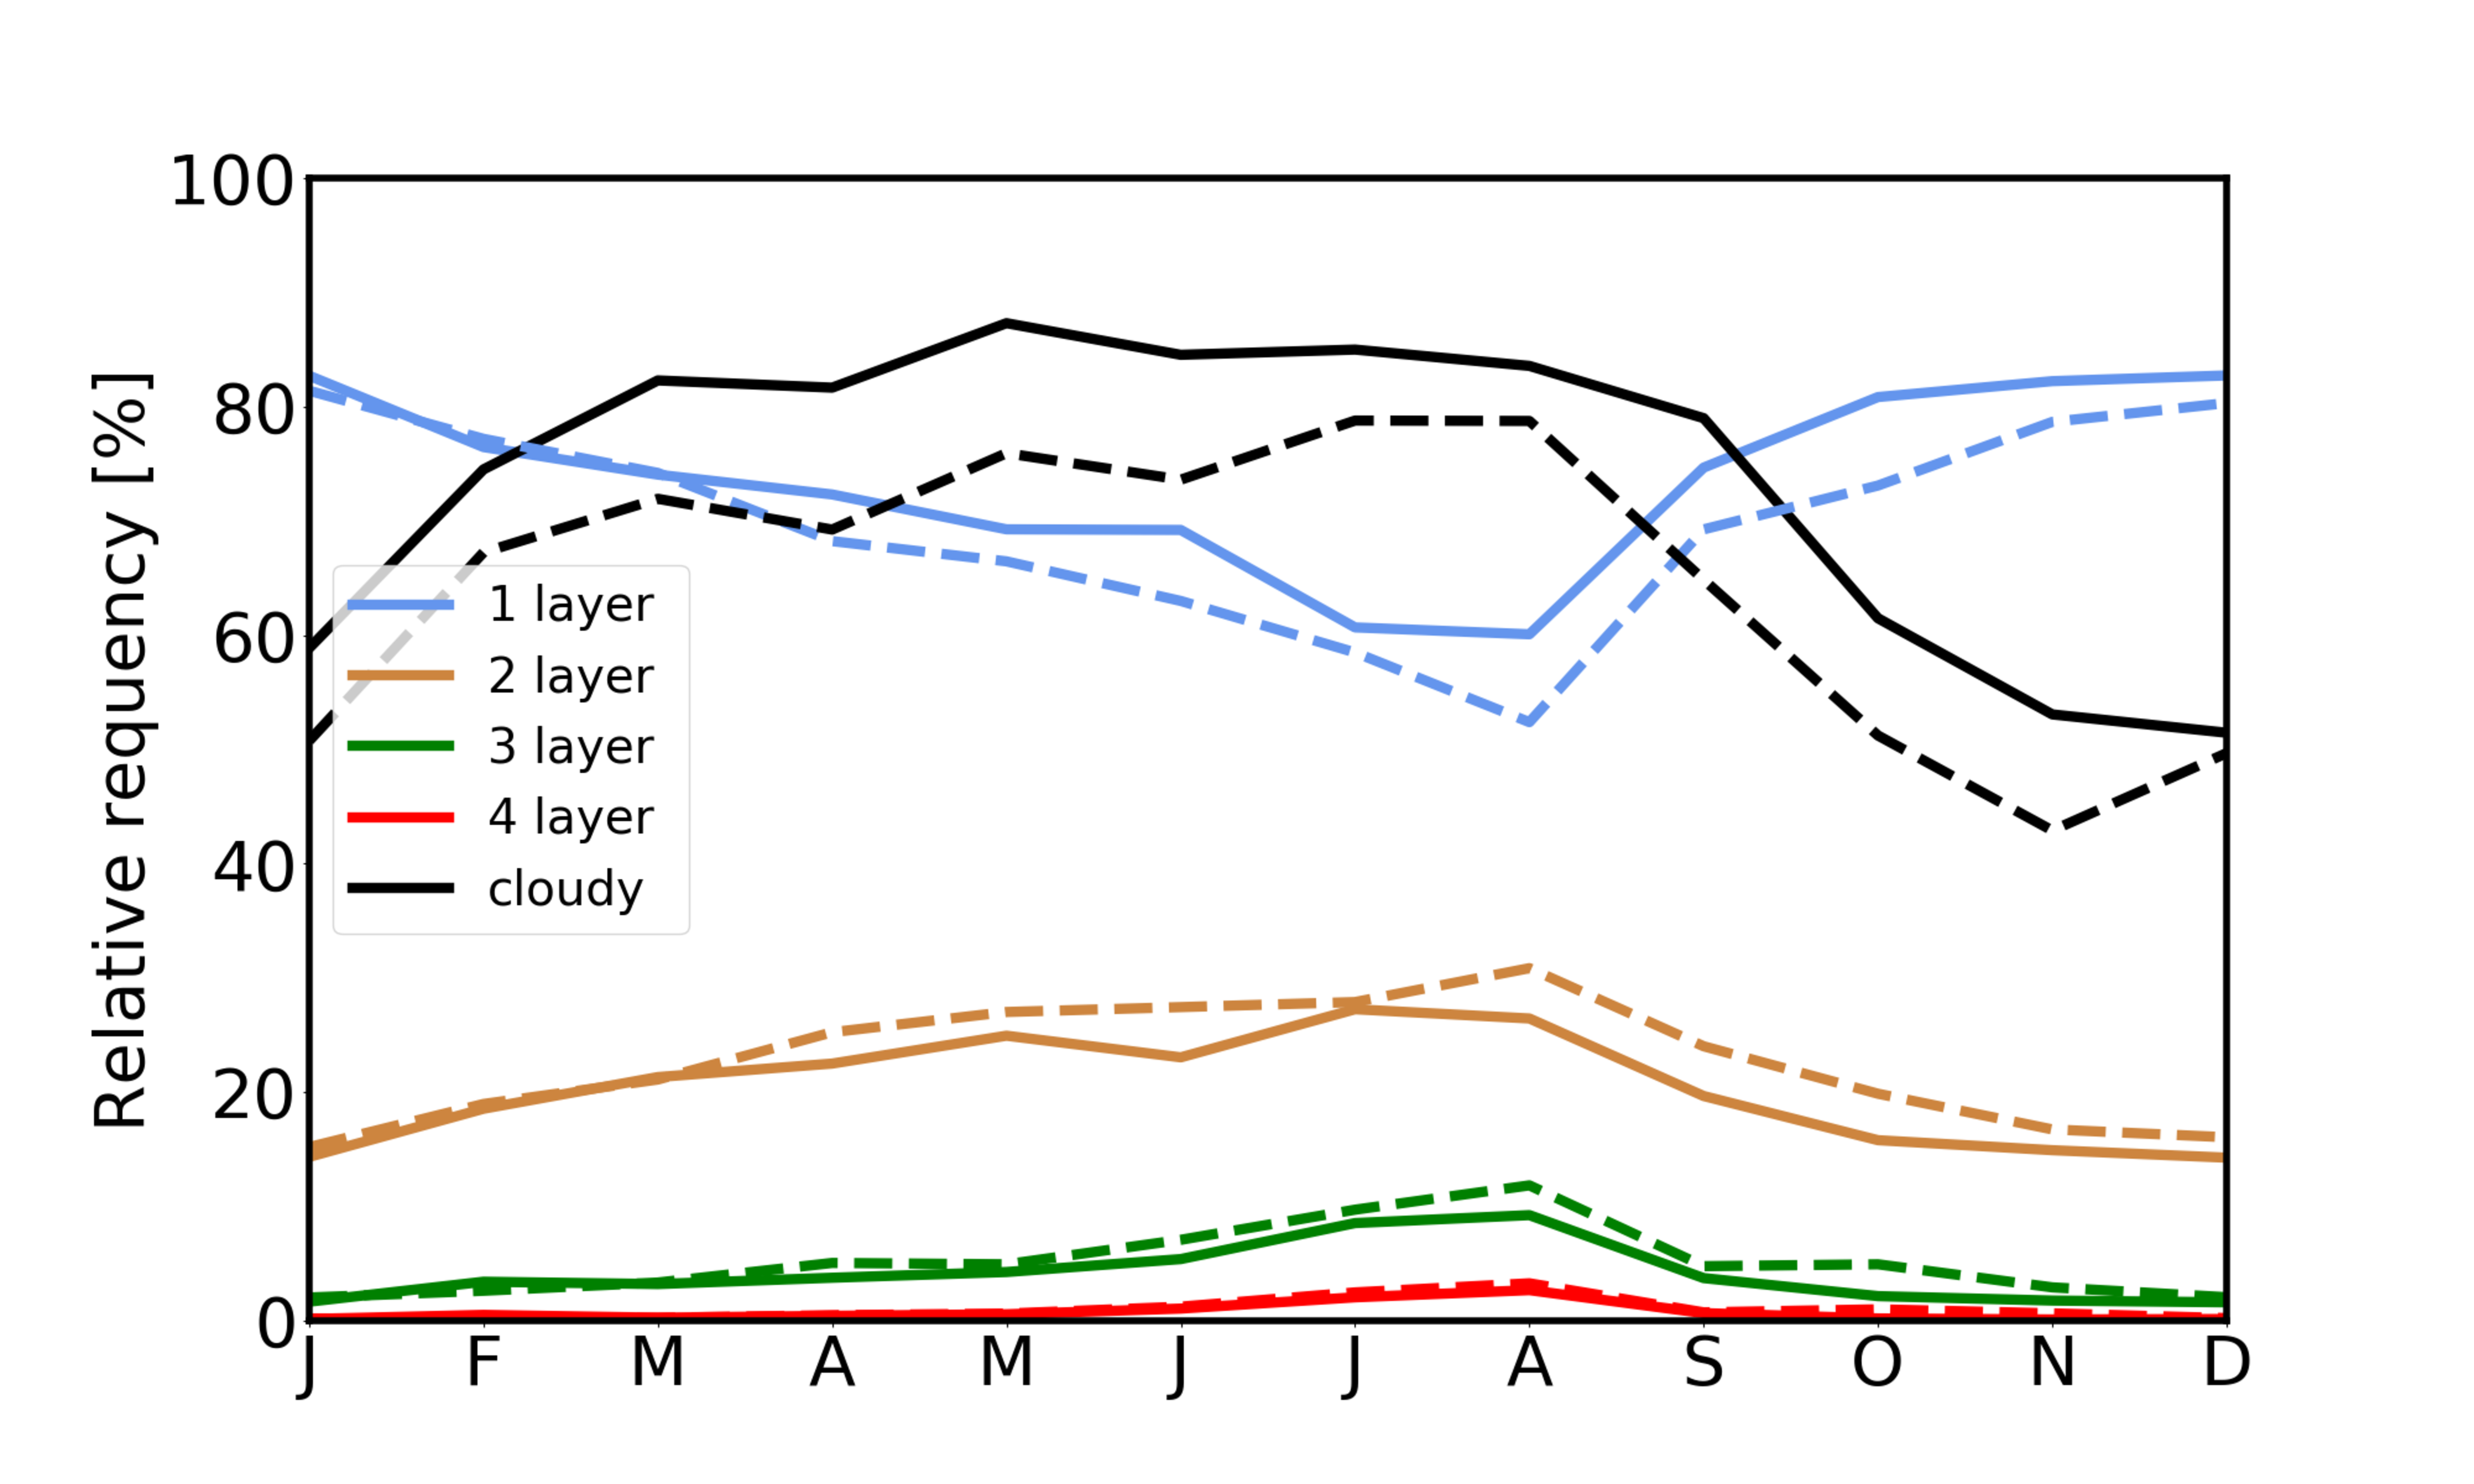 Relative requency [%]
100
80
60
40
20
0
1 layer
2 layer
3 layer
4 layer
cloudy
J F M A M J J A S O N D